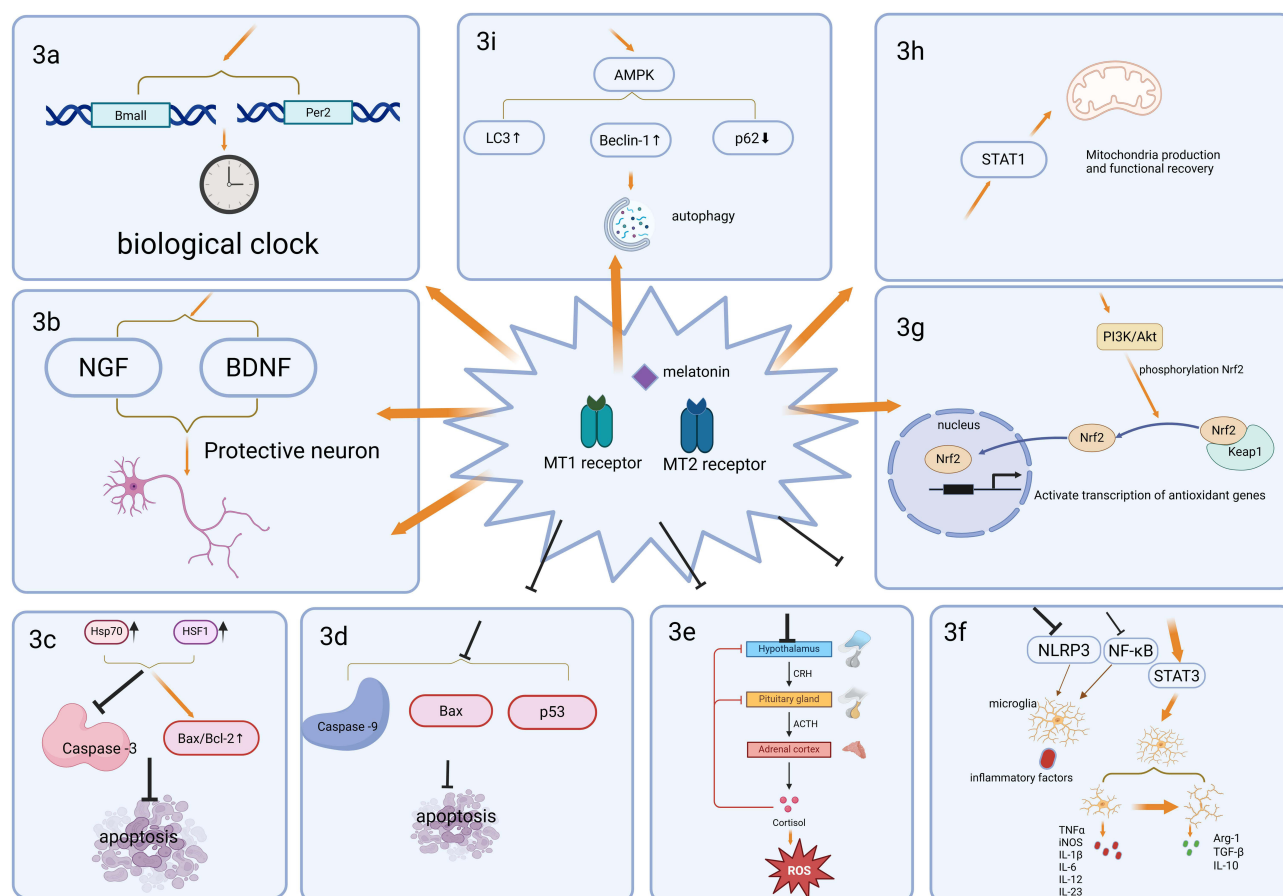 3a
Bmall
Per2
biological clock
3i
AMPK
LC3↑
Beclin-1↑
p62⬇
autophagy
3h
STAT1
Mitochondria production
and functional recovery
3b
NGF
BDNF
Protective neuron
melatonin
MT1 receptor
MT2 receptor
3g
PI3K/Akt
phosphorylation Nrf2
nucleus
Nrf2
Nrf2
Nrf2
Keap1
Activate transcription of antioxidant genes
3c
Hsp70
HSF1
Caspase -3
Bax/Bcl-2↑
apoptosis
3d
Caspase -9
Bax
p53
apoptosis
3e
Hypothalamus
CRH
Pituitary gland
ACTH
Adrenal cortex
Cortisol
ROS
3f
NLRP3
NF-κB
STAT3
microglia
inflammatory factors
TNFα
iNOS
IL-1β
IL-6
IL-12
IL-23
Arg-1
TGF-β
IL-10